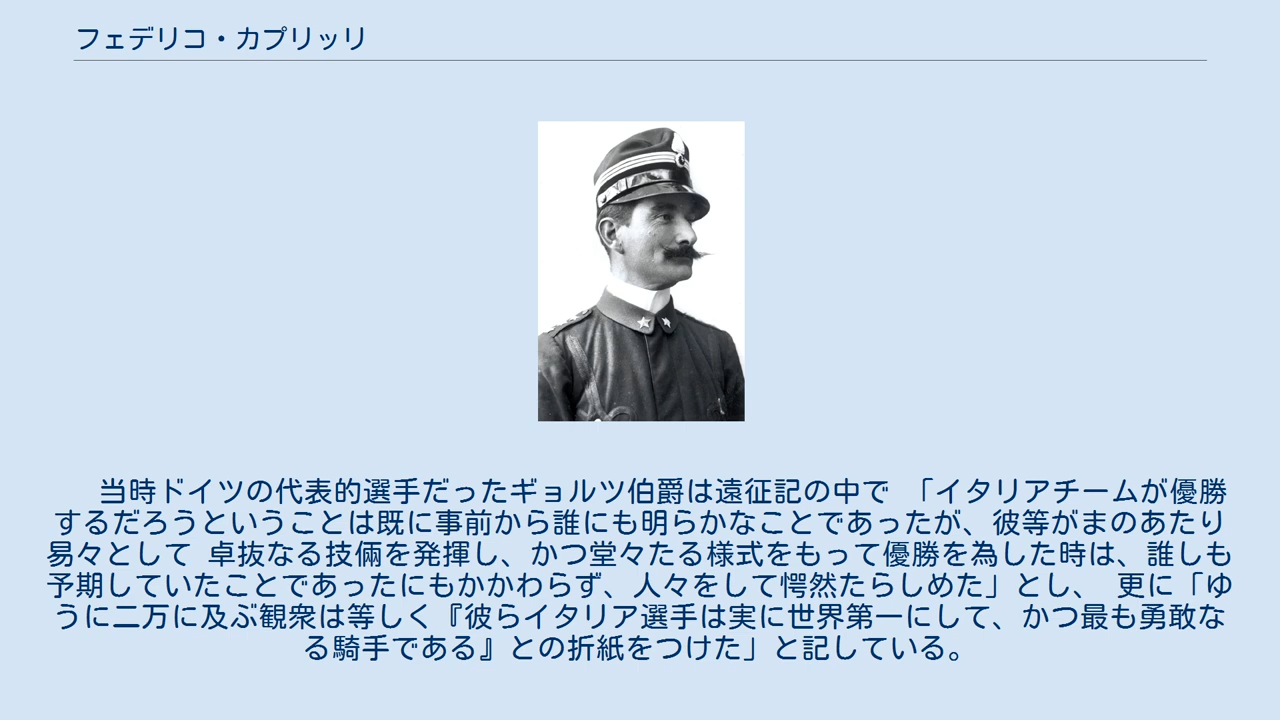 フェデリコ・カプリッリ
当時ドイツの代表的選手だったギョルツ伯爵は遠征記の中で 「イタリアチームが優勝
するだろうということは既に事前から誰にも明らかなことであったが、彼等がまのあたり
易々として 卓抜なる技倆を発揮し、かつ堂々たる様式をもって優勝を為した時は、誰しも
予期していたことであったにもかかわらず、人々をして愕然たらしめた」とし、 更に「ゆ
うに二万に及ぶ観衆は等しく『彼らイタリア選手は実に世界第一にして、かつ最も勇敢な
る騎手である』との折紙をつけた」と記している。